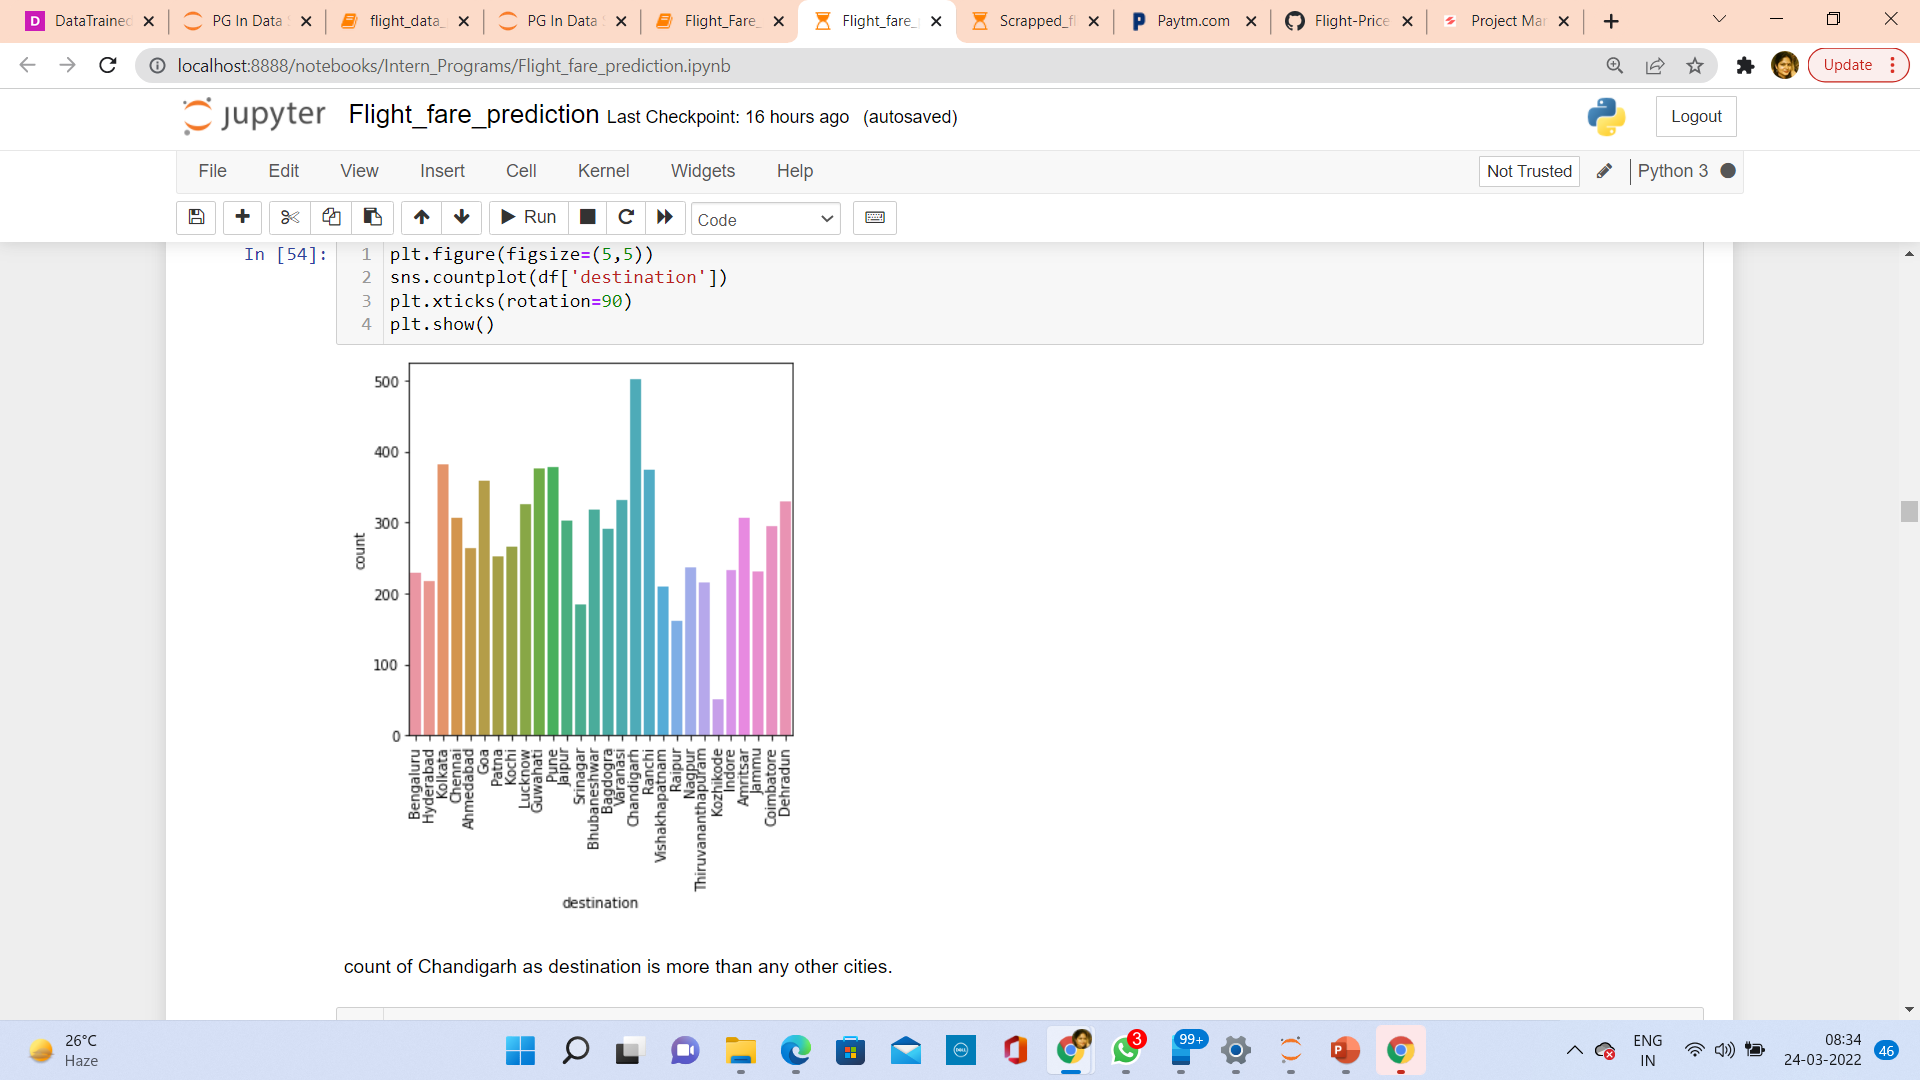 DataTrained
PG In Data
flight_data_
PG In Data
Flight_Fare_
Flight_fare_
Scrapped_fl
Paytm.com
Flight-Price
Project Mar
localhost:8888/notebooks/Intern_Programs/Flight_fare_prediction.ipynb
Update
jupyter Flight_fare_prediction Last Checkpoint: 16 hours ago (autosaved)
Logout
File Edit View Insert Cell Kernel Widgets Help
Not Trusted
Python 3
Run
Code
In [54]:
1 plt.figure(figsize=(5,5))
2 sns.countplot(df['destination'])
3 plt.xticks(rotation=90)
4 plt.show()
500
400
300
200
100
0
count
Bengaluru
Hyderabad
Kolkata
Chennai
Ahmedabad
Goa
Patna
Kochi
Lucknow
Guwahati
Pune
Jaipur
Srinagar
Bhubaneshwar
Bagdogra
Varanasi
Chandigarh
Ranchi
Vishakhapatnam
Raipur
Nagpur
Thiruvananthapuram
Kozhikode
Indore
Amritsar
Jammu
Coimbatore
Dehradun
destination
count of Chandigarh as destination is more than any other cities.
26°C
Haze
DELL
3
99+
ENG
IN
08:34
24-03-2022
46